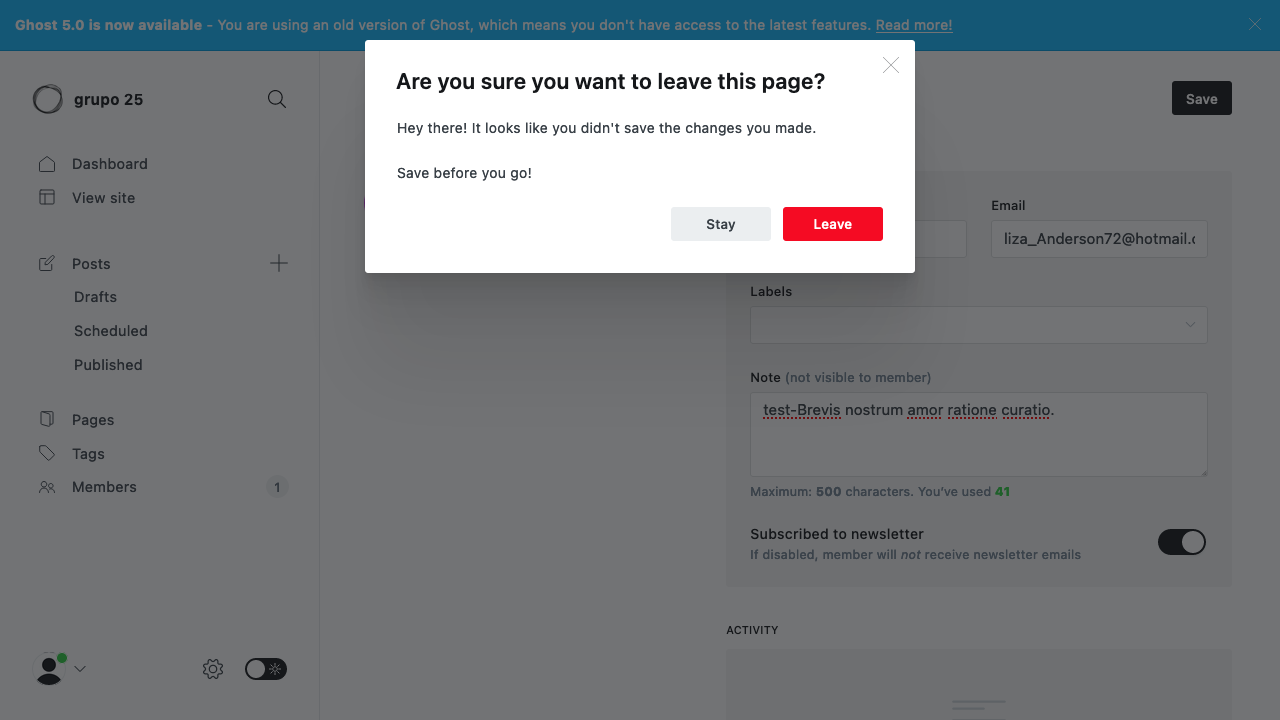 Ghost 5.0 is now available - You are using an old version of Ghost, which means you don't have access to the latest features. Read more!
Are you sure you want to leave this page?
Hey there! It looks like you didn't save the changes you made.
Save before you go!
Stay
Leave
grupo 25
Save
Dashboard
View site
Posts
Drafts
Scheduled
Published
Pages
Tags
Members
1
Email
liza_Anderson72@hotmail.c
Labels
Note (not visible to member)
test-Brevis nostrum amor ratione curatio.
Maximum: 500 characters. You've used 41
Subscribed to newsletter
If disabled, member will not receive newsletter emails
ACTIVITY